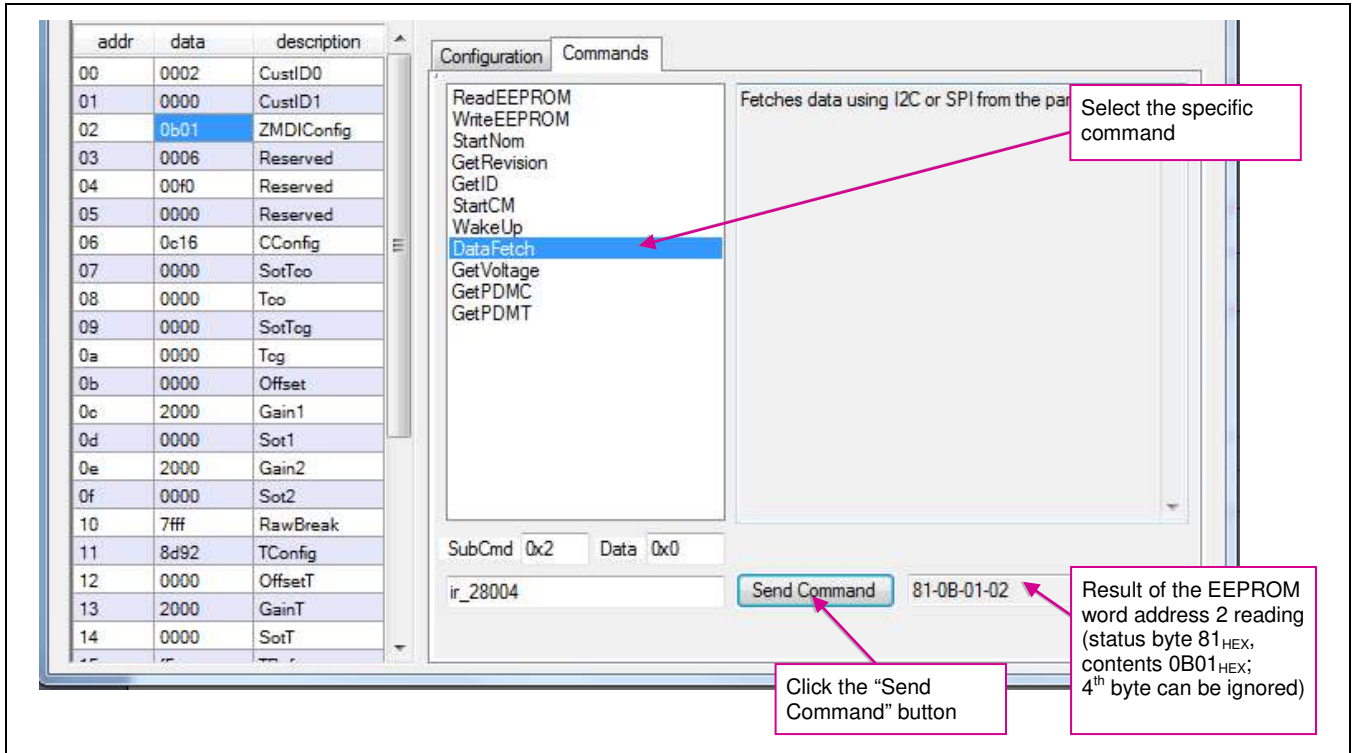 addr data description
00 0002 CustID0
01 0000 CustID1
02 0b01 ZMDIConfig
03 0006 Reserved
04 00f0 Reserved
05 0000 Reserved
06 0c16 CConfig
07 0000 SotTco
08 0000 Tco
09 0000 SotTcg
0a 0000 Tcg
0b 0000 Offset
0c 2000 Gain1
0d 0000 Sot1
0e 2000 Gain2
0f 0000 Sot2
10 7fff RawBreak
11 8d92 TConfig
12 0000 OffsetT
13 2000 GainT
14 0000 SotT
Configuration Commands
ReadEEPROM
WriteEEPROM
StartNom
GetRevision
GetID
StartCM
WakeUp
DataFetch
GetVoltage
GetPDMC
GetPDMT
Fetches data using I2C or SPI from the par
Select the specific
command
SubCmd 0x2 Data 0x0
ir_28004 Send Command 81-0B-01-02
Result of the EEPROM
word address 2 reading
(status byte 81HEX,
contents 0B01HEX;
4th byte can be ignored)
Click the “Send
Command” button